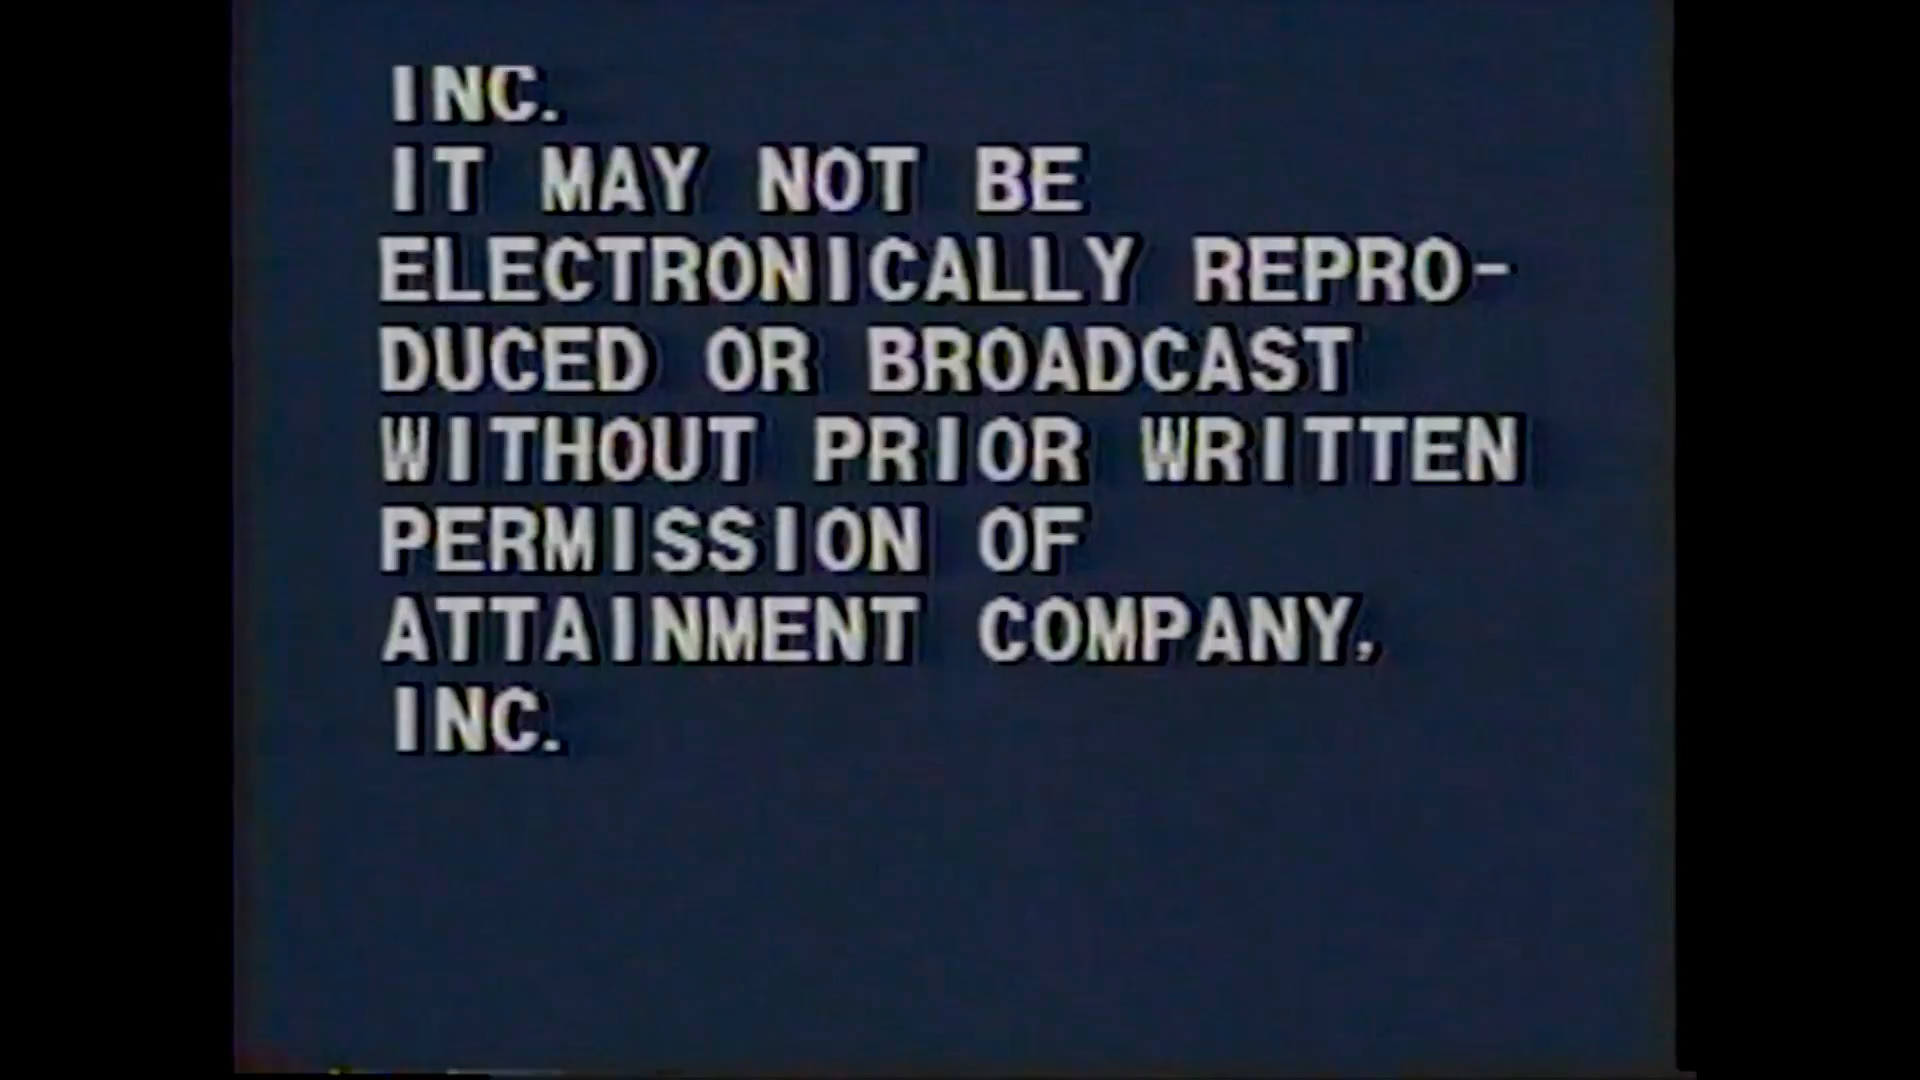 INC.
IT MAY NOT BE
ELECTRONICALLY REPRO-
DUCED OR BROADCAST
WITHOUT PRIOR WRITTEN
PERMISSION OF
ATTAINMENT COMPANY,
INC.